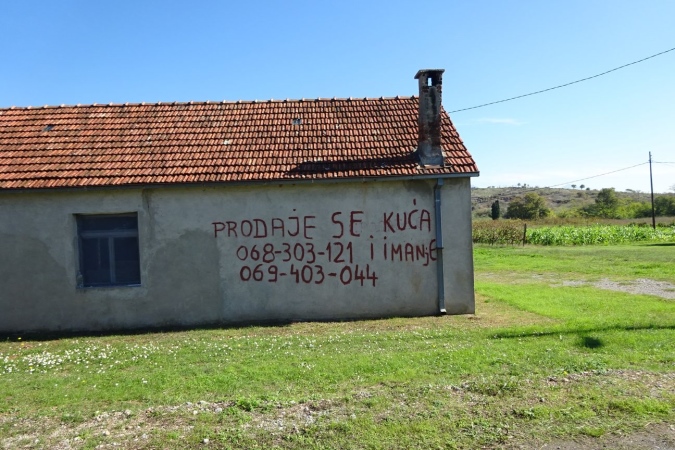 PRODAJE SE KUĆA
068-303-121 I IMANJE
069-403-044